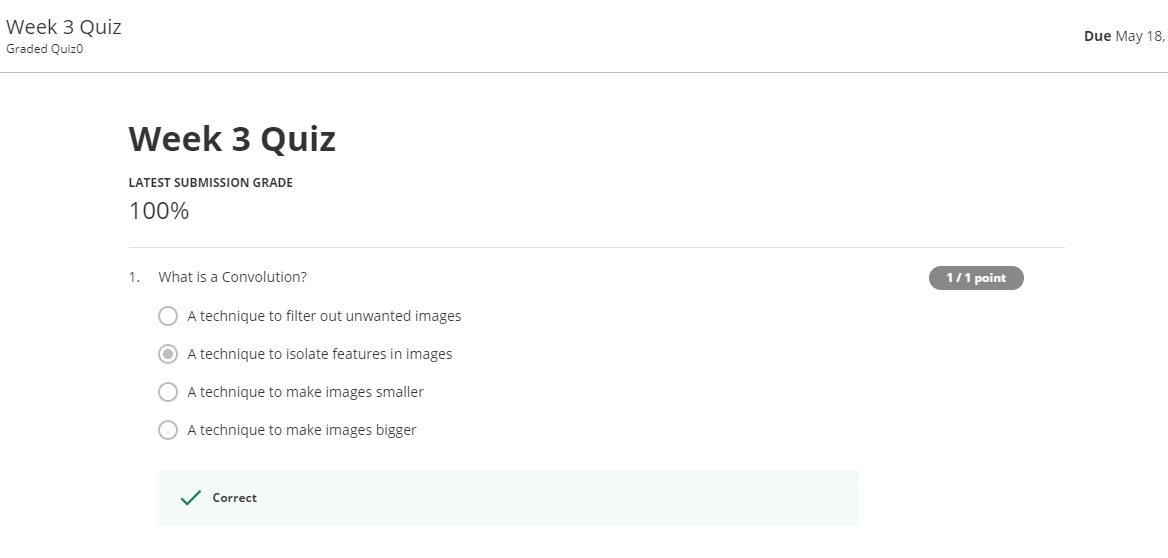 Week 3 Quiz
Graded Quiz0
Due May 18,
Week 3 Quiz
LATEST SUBMISSION GRADE
100%
1. What is a Convolution?
1 / 1 point
A technique to filter out unwanted images
A technique to isolate features in images
A technique to make images smaller
A technique to make images bigger
Correct